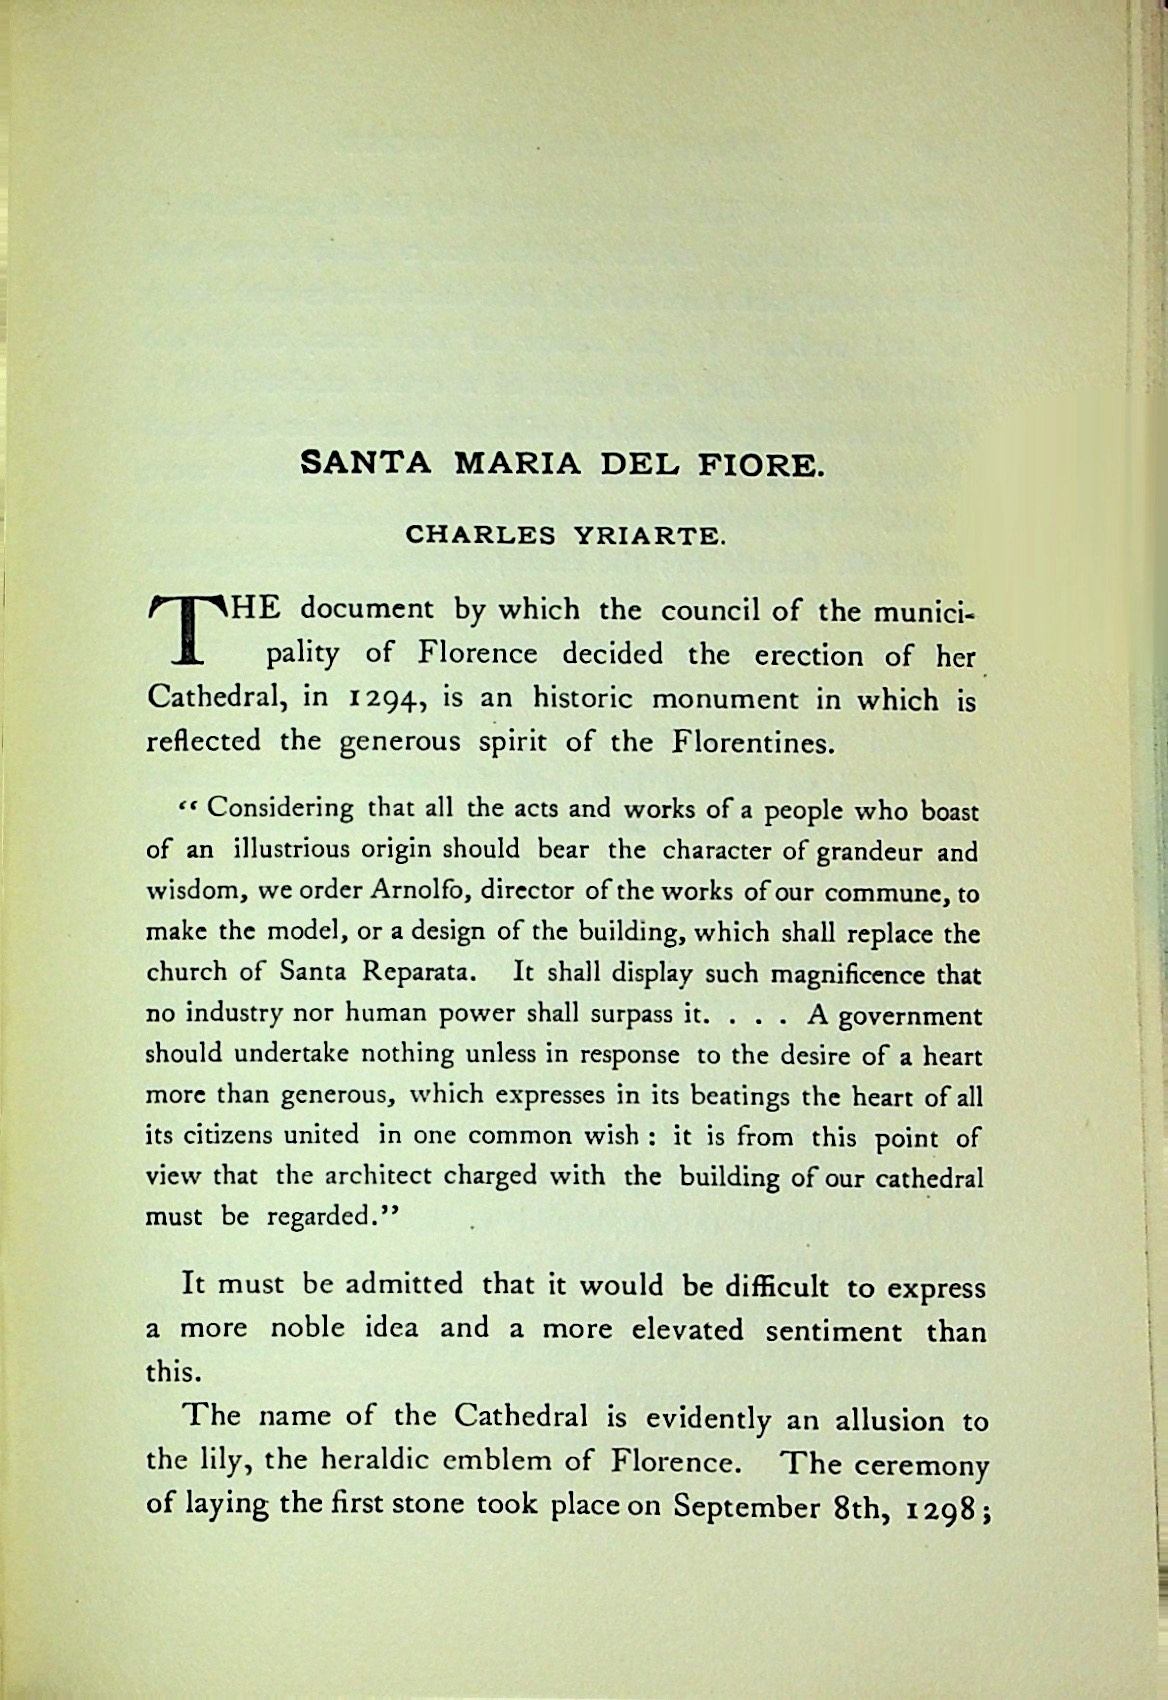 SANTA MARIA DEL FIORE.
CHARLES YRIARTE.
THE document by which the council of the munici-
pality of Florence decided the erection of her
Cathedral, in 1294, is an historic monument in which is
reflected the generous spirit of the Florentines.
“ Considering that all the acts and works of a people who boast
of an illustrious origin should bear the character of grandeur and
wisdom, we order Arnolfo, director of the works of our commune, to
make the model, or a design of the building, which shall replace the
church of Santa Reparata. It shall display such magnificence that
no industry nor human power shall surpass it. . . . . A government
should undertake nothing unless in response to the desire of a heart
more than generous, which expresses in its beatings the heart of all
its citizens united in one common wish : it is from this point of
view that the architect charged with the building of our cathedral
must be regarded.”
It must be admitted that it would be difficult to express
a more noble idea and a more elevated sentiment than
this.
The name of the Cathedral is evidently an allusion to
the lily, the heraldic emblem of Florence. The ceremony
of laying the first stone took place on September 8th, 1298;